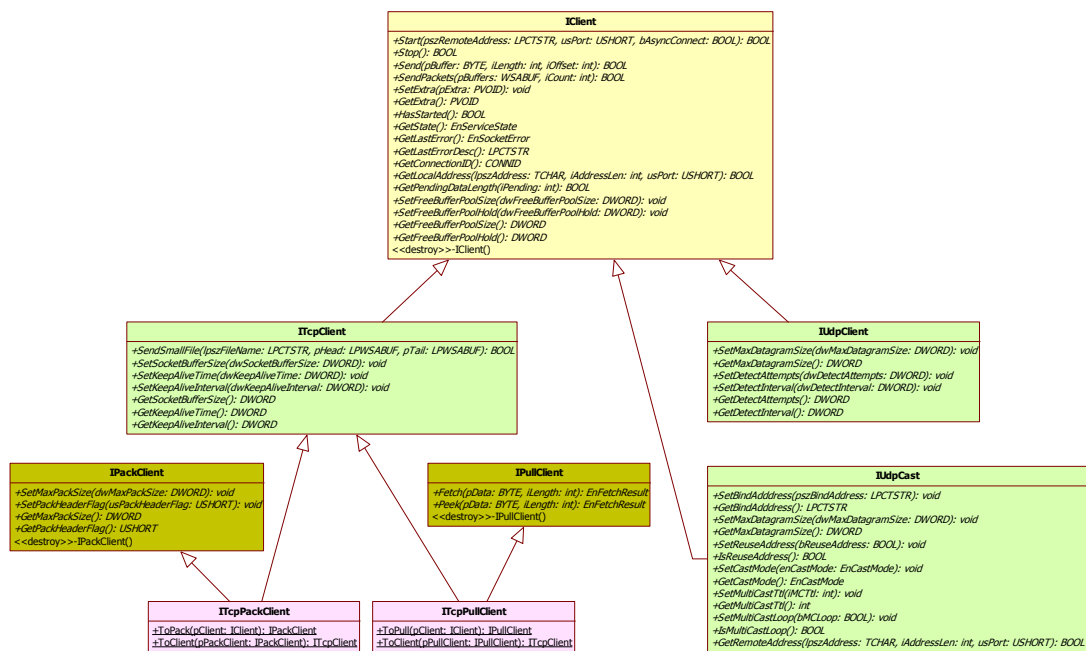 IClient
+Start(pszRemoteAddress: LPCTSTR, usPort: USHORT, bAsyncConnect: BOOL): BOOL
+Stop(): BOOL
+Send(pBuffer: BYTE, iLength: int, iOffset: int): BOOL
+SendPackets(pBuffers: WSABUF, iCount: int): BOOL
+SetExtra(pExtra: PVOID): void
+GetExtra(): PVOID
+HasStarted(): BOOL
+GetState(): EnServiceState
+GetLastError(): EnSocketError
+GetLastErrorDesc(): LPCTSTR
+GetConnectionID(): CONNID
+GetLocalAddress(lpszAddress: TCHAR, iAddressLen: int, usPort: USHORT): BOOL
+GetPendingDataLength(iPending: int): BOOL
+SetFreeBufferPoolSize(dwFreeBufferPoolSize: DWORD): void
+SetFreeBufferPoolHold(dwFreeBufferPoolHold: DWORD): void
+GetFreeBufferPoolSize(): DWORD
+GetFreeBufferPoolHold(): DWORD
<<destroy>>-IClient()
ITcpClient
+SendSmallFile(lpszFileName: LPCTSTR, pHead: LPWSABUF, pTail: LPWSABUF): BOOL
+SetSocketBufferSize(dwSocketBufferSize: DWORD): void
+SetKeepAliveTime(dwKeepAliveTime: DWORD): void
+SetKeepAliveInterval(dwKeepAliveInterval: DWORD): void
+GetSocketBufferSize(): DWORD
+GetKeepAliveTime(): DWORD
+GetKeepAliveInterval(): DWORD
IUdpClient
+SetMaxDatagramSize(dwMaxDatagramSize: DWORD): void
+GetMaxDatagramSize(): DWORD
+SetDetectAttempts(dwDetectAttempts: DWORD): void
+SetDetectInterval(dwDetectInterval: DWORD): void
+GetDetectAttempts(): DWORD
+GetDetectInterval(): DWORD
IPackClient
+SetMaxPackSize(dwMaxPackSize: DWORD): void
+SetPackHeaderFlag(usPackHeaderFlag: USHORT): void
+GetMaxPackSize(): DWORD
+GetPackHeaderFlag(): USHORT
<<destroy>>-IPackClient()
IPullClient
+Fetch(pData: BYTE, iLength: int): EnFetchResult
+Peek(pData: BYTE, iLength: int): EnFetchResult
<<destroy>>-IPullClient()
IUdpCast
+SetBindAdddress(pszBindAddress: LPCTSTR): void
+GetBindAdddress(): LPCTSTR
+SetMaxDatagramSize(dwMaxDatagramSize: DWORD): void
+GetMaxDatagramSize(): DWORD
+SetReuseAddress(bReuseAddress: BOOL): void
+IsReuseAddress(): BOOL
+SetCastMode(enCastMode: EnCastMode): void
+GetCastMode(): EnCastMode
+SetMultiCastTtl(iMCTtl: int): void
+GetMultiCastTtl(): int
+SetMultiCastLoop(bMCLoop: BOOL): void
+IsMultiCastLoop(): BOOL
+GetRemoteAddress(lpszAddress: TCHAR, iAddressLen: int, usPort: USHORT): BOOL
ITcpPackClient
+ToPack(pClient: IClient): IPackClient
+ToClient(pPackClient: IPackClient): ITcpClient
ITcpPullClient
+ToPull(pClient: IClient): IPullClient
+ToClient(pPullClient: IPullClient): ITcpClient